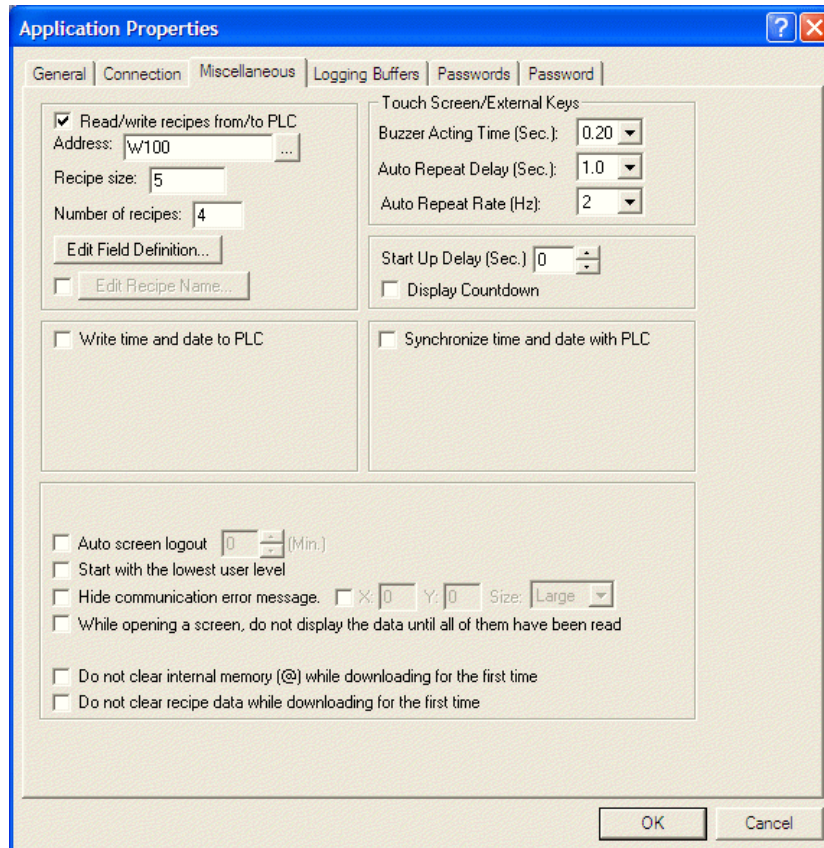 Application Properties
General Connection Miscellaneous Logging Buffers Passwords Password
Read/write recipes from/to PLC
Address: W100 ...
Recipe size: 5
Number of recipes: 4
Edit Field Definition...
Edit Recipe Name...
Touch Screen/External Keys
Buzzer Acting Time (Sec.): 0.20
Auto Repeat Delay (Sec.): 1.0
Auto Repeat Rate (Hz): 2
Start Up Delay (Sec.) 0
Display Countdown
Write time and date to PLC
Synchronize time and date with PLC
Auto screen logout 0 (Min.)
Start with the lowest user level
Hide communication error message. X: 0 Y: 0 Size: Large
While opening a screen, do not display the data until all of them have been read
Do not clear internal memory (@) while downloading for the first time
Do not clear recipe data while downloading for the first time
OK Cancel